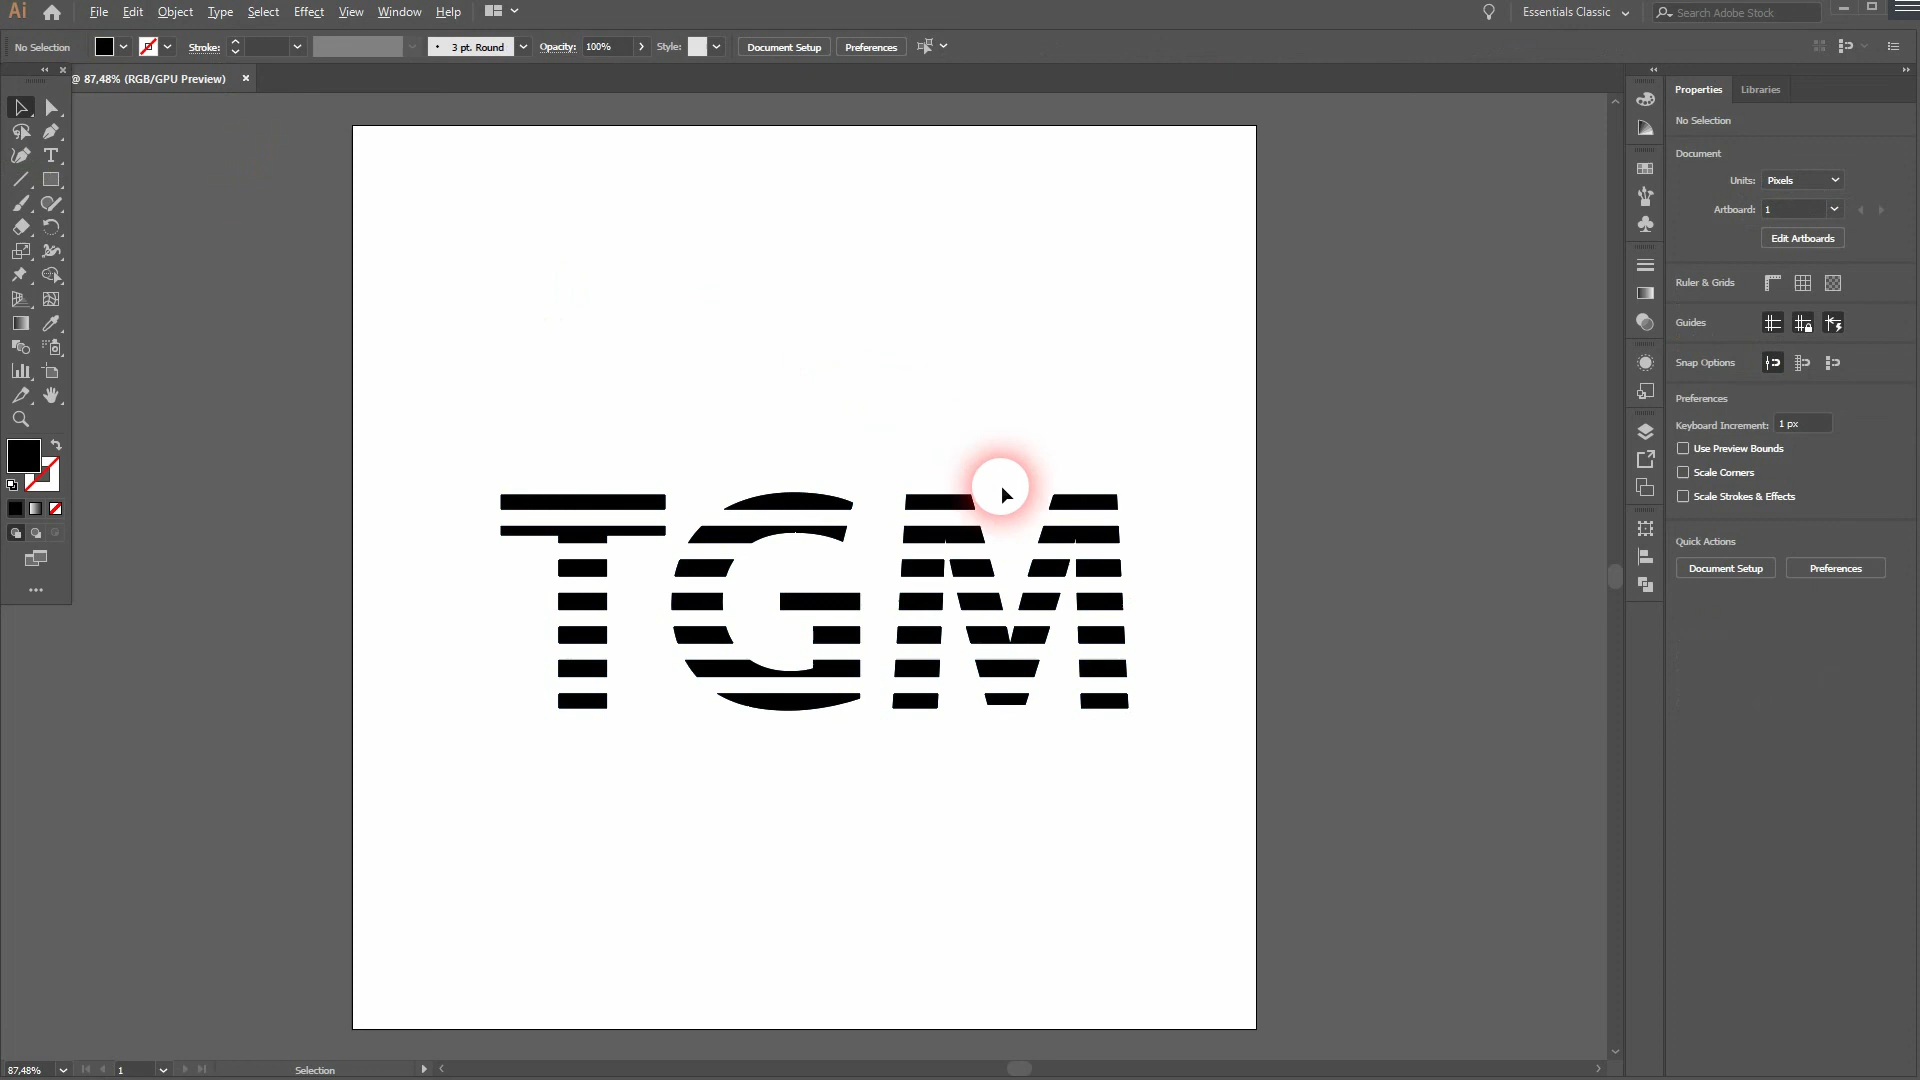 Ai File Edit Object Type Select Effect View Window Help Essentials Classic Search Adobe Stock
No Selection Stroke: 3 pt. Round Opacity: 100% Style: Document Setup Preferences
@ 87,48% (RGB/GPU Preview) ×
Properties Libraries
No Selection
Document
Units: Pixels
Artboard: 1
Edit Artboards
Ruler & Grids
Guides
Snap Options
Preferences
Keyboard Increment: 1 px
Use Preview Bounds
Scale Corners
Scale Strokes & Effects
Quick Actions
Document Setup Preferences
TGM
87,48% 1 Selection